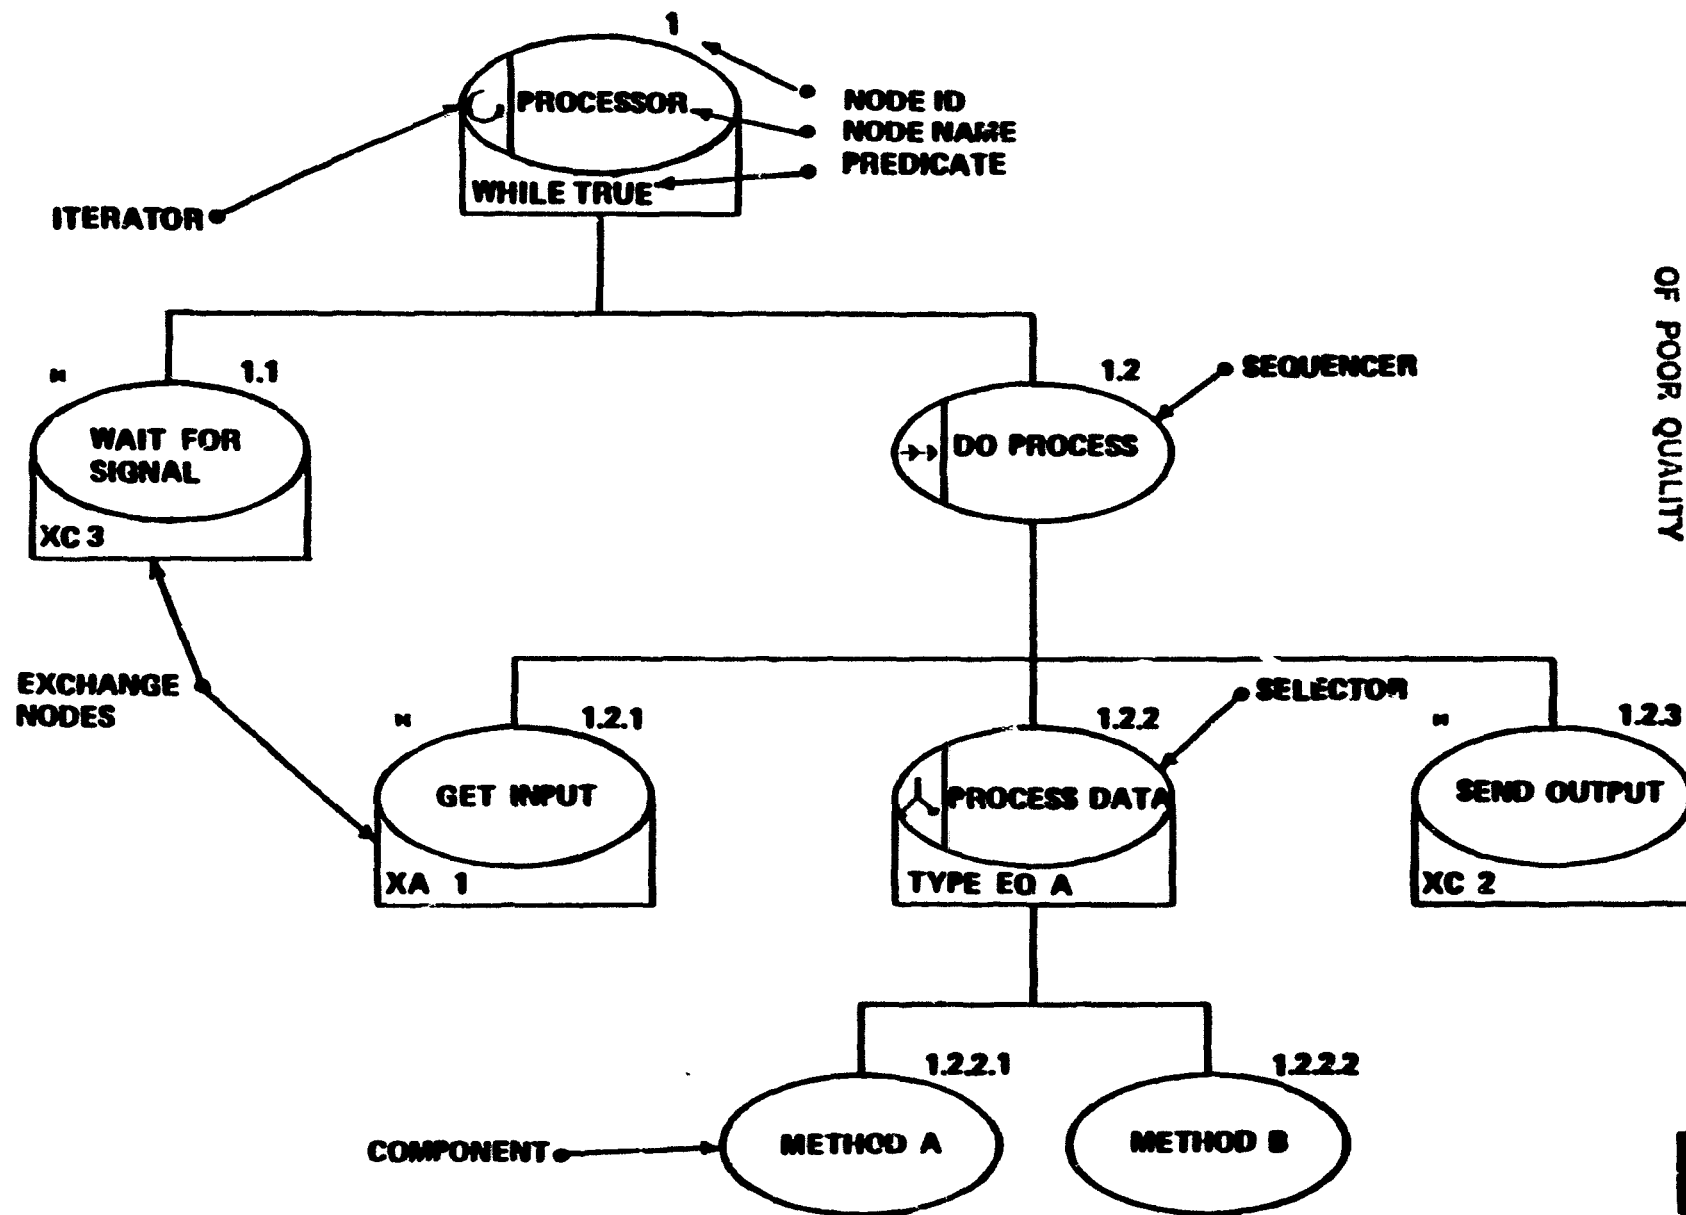 1
PROCESSOR
NODE ID
NODE NAME
PREDICATE
WHILE TRUE
ITERATOR
1.1
WAIT FOR
SIGNAL
XC 3
1.2
SEQUENCER
DO PROCESS
OF POOR QUALITY
EXCHANGE
NODES
1.2.1
GET INPUT
XA 1
1.2.2
SELECTOR
PROCESS DATA
TYPE EQ A
1.2.3
SEND OUTPUT
XC 2
1.2.2.1
METHOD A
1.2.2.2
METHOD B
COMPONENT